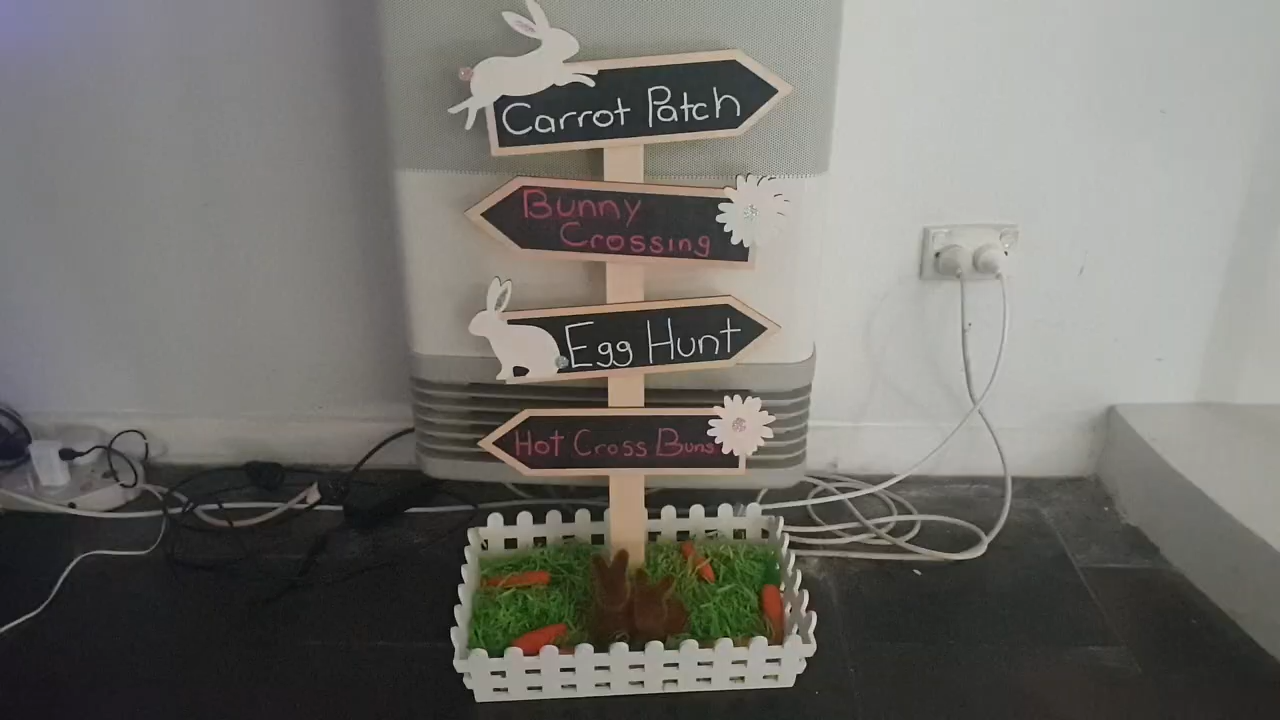 Carrot Patch
Bunny
Crossing
Egg Hunt
Hot Cross Buns